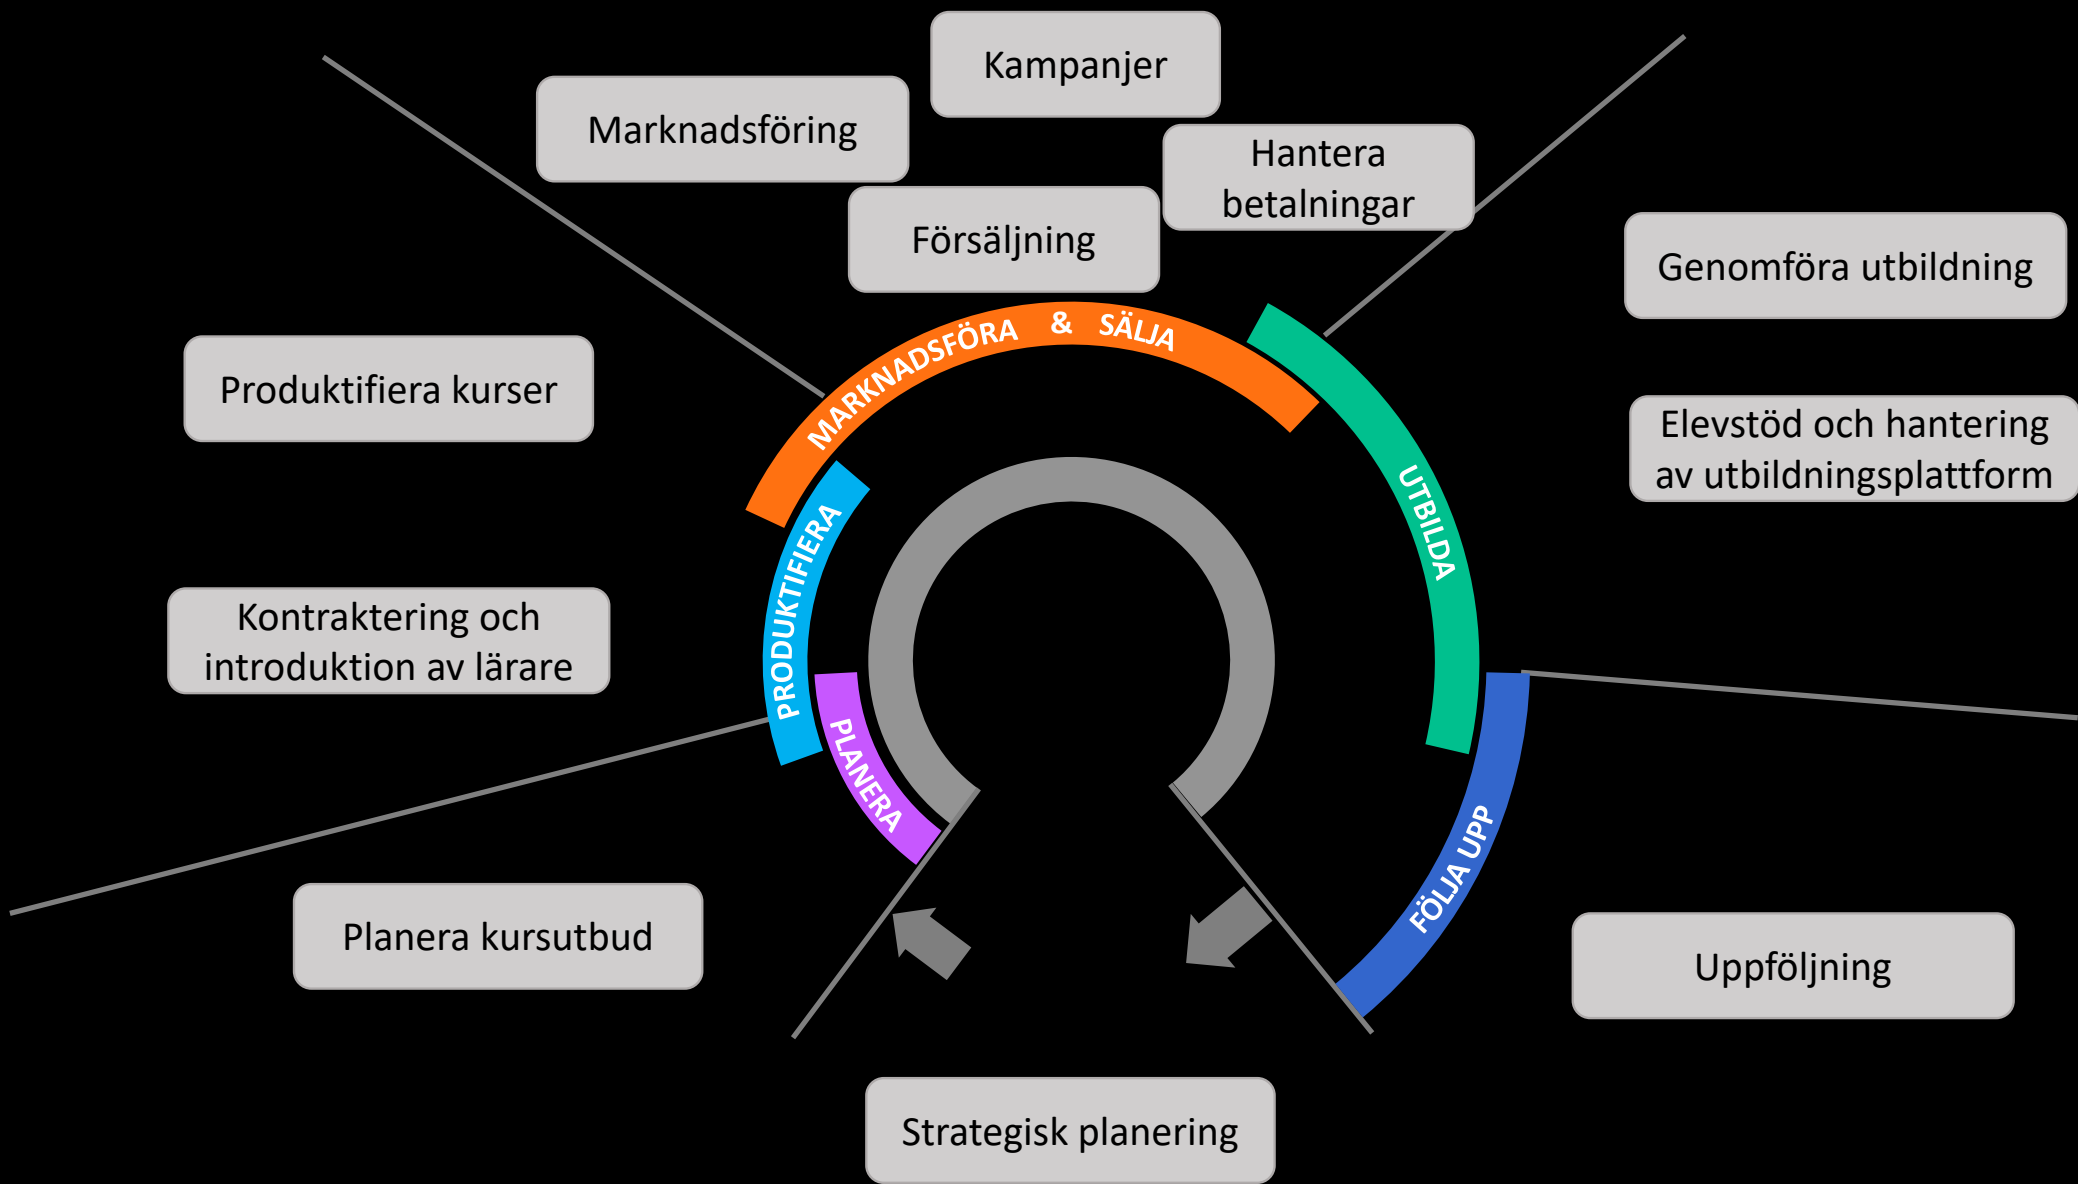 Kampanjer
Marknadsföring
Hantera
betalningar
Försäljning
Genomföra utbildning
MARKNADSFÖRA & SÄLJA
Produktifiera kurser
Elevstöd och hantering
av utbildningsplattform
UTBILDA
PRODUKTIFIERA
Kontraktering och
introduktion av lärare
PLANERA
FÖLJA UPP
Planera kursutbud
Uppföljning
Strategisk planering